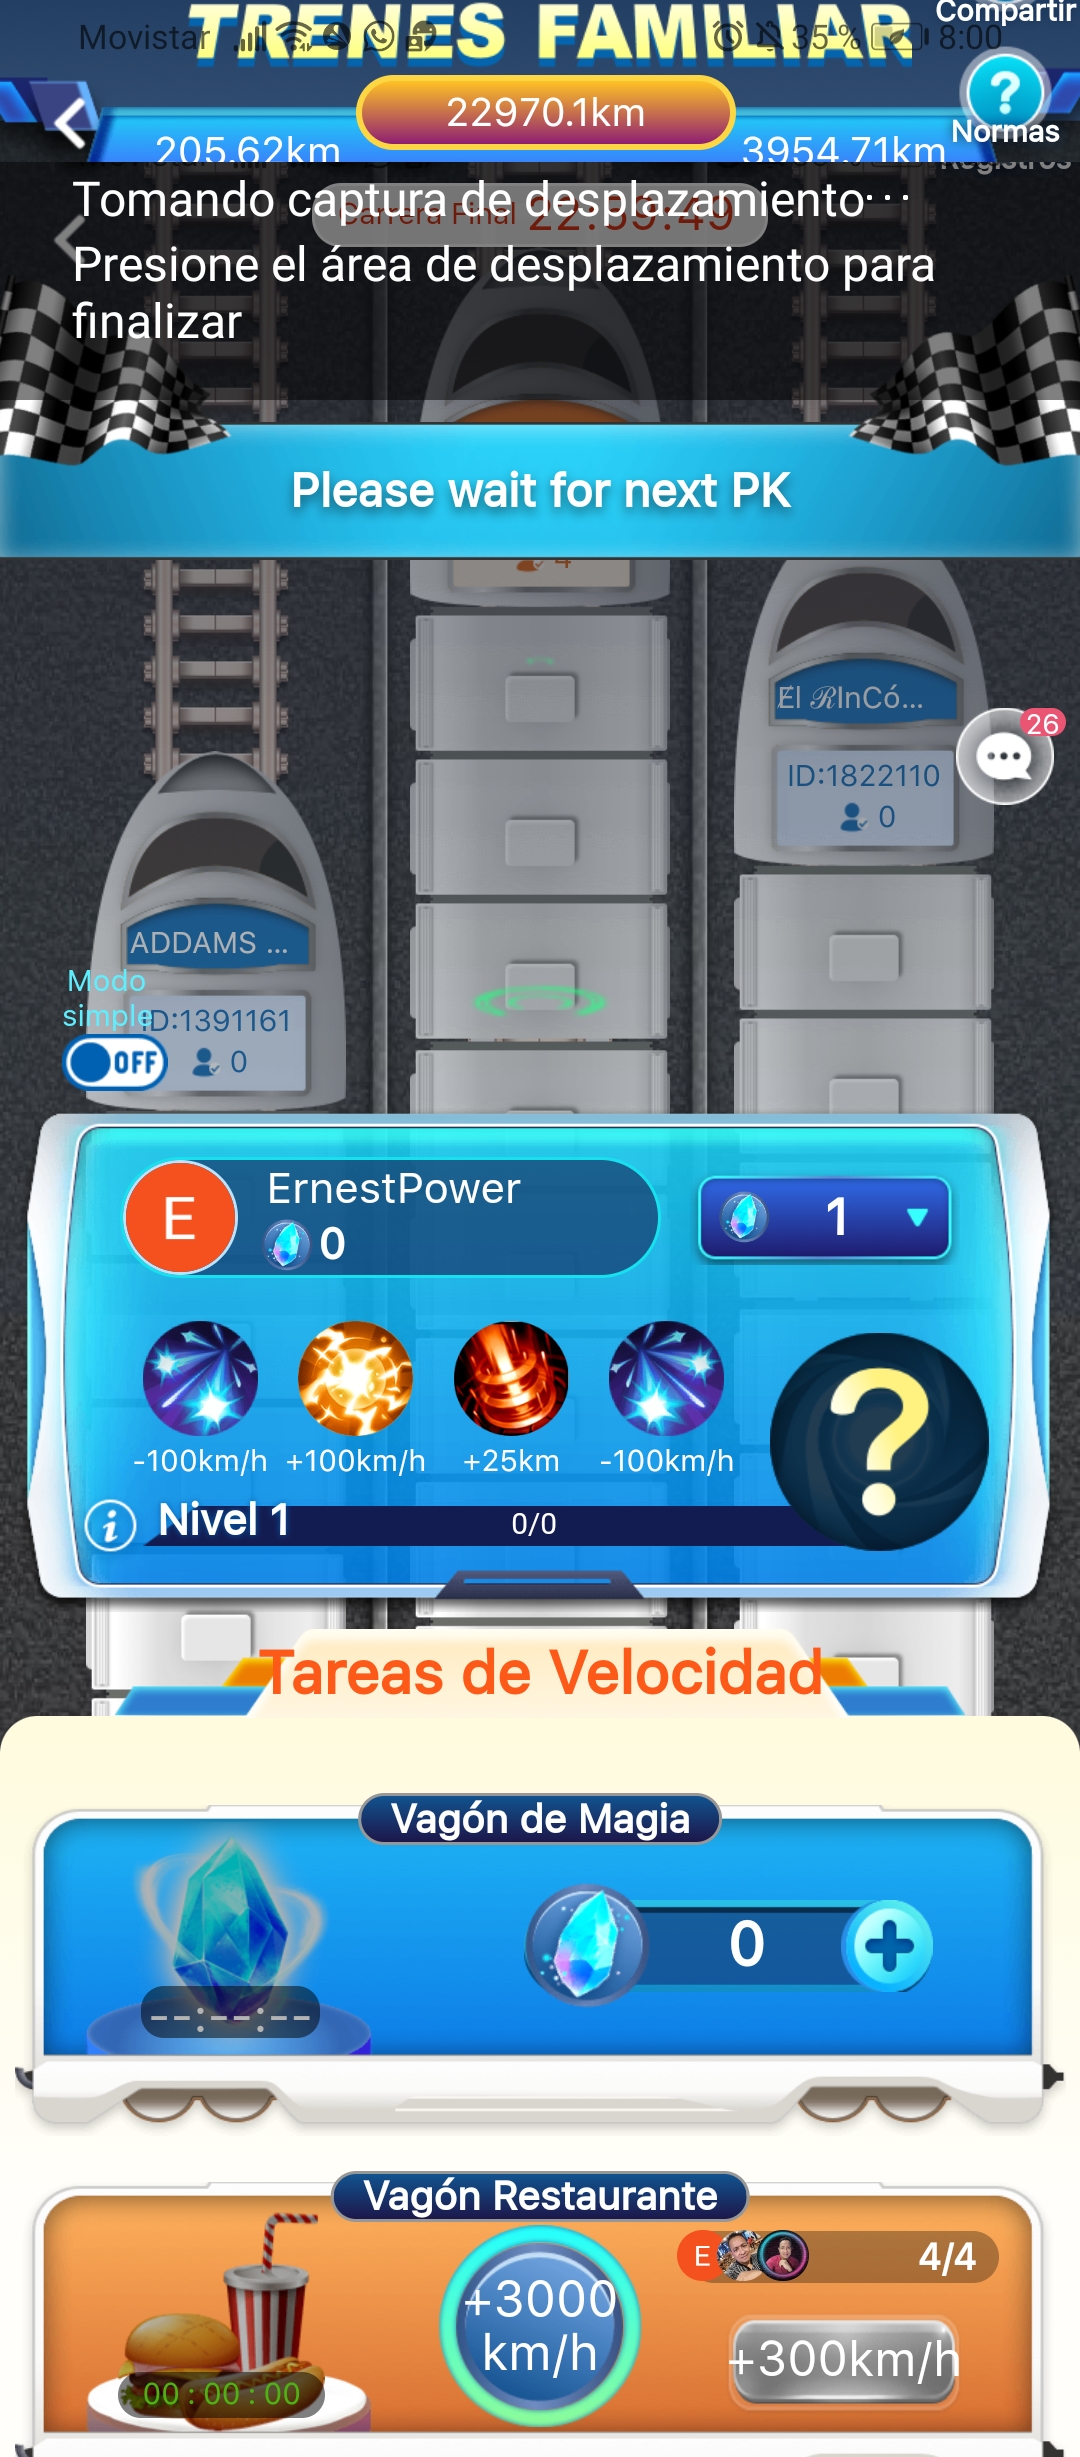 TRENES FAMILIAR
Compartir
Movistar
35 %
8:00
22970.1km
205.62km
3954.71km
Normas
Registros
Tomando captura de desplazamiento···
Carrera Final 22:59:49
Presione el área de desplazamiento para
finalizar
Please wait for next PK
4
El RInCó...
26
ID:1822110
0
ADDAMS ...
Modo
simple
ID:1391161
OFF
0
E
ErnestPower
0
1
-100km/h
+100km/h
+25km
-100km/h
?
Nivel 1
0/0
Tareas de Velocidad
Vagón de Magia
0
--:--:--
Vagón Restaurante
E
4/4
+3000
km/h
+300km/h
00:00:00